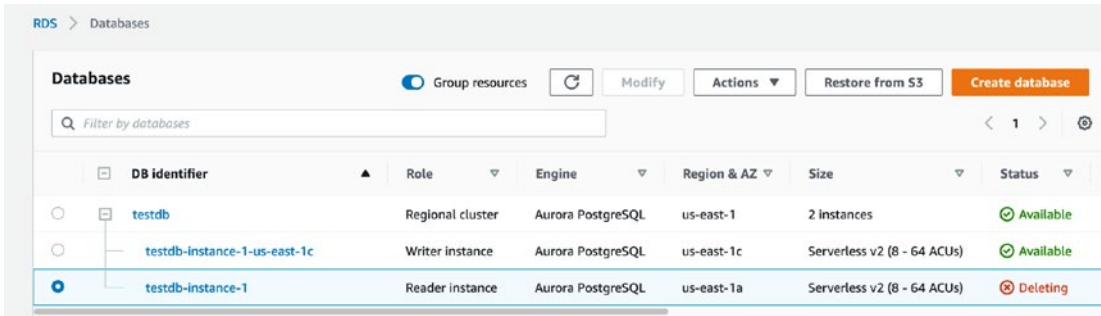 RDS > Databases
Databases Group resources Modify Actions ▼ Restore from S3 Create database
Filter by databases < 1 >
DB identifier ▲ Role Engine Region & AZ Size Status
testdb Regional cluster Aurora PostgreSQL us-east-1 2 instances Available
testdb-instance-1-us-east-1c Writer instance Aurora PostgreSQL us-east-1c Serverless v2 (8 - 64 ACUs) Available
testdb-instance-1 Reader instance Aurora PostgreSQL us-east-1a Serverless v2 (8 - 64 ACUs) Deleting